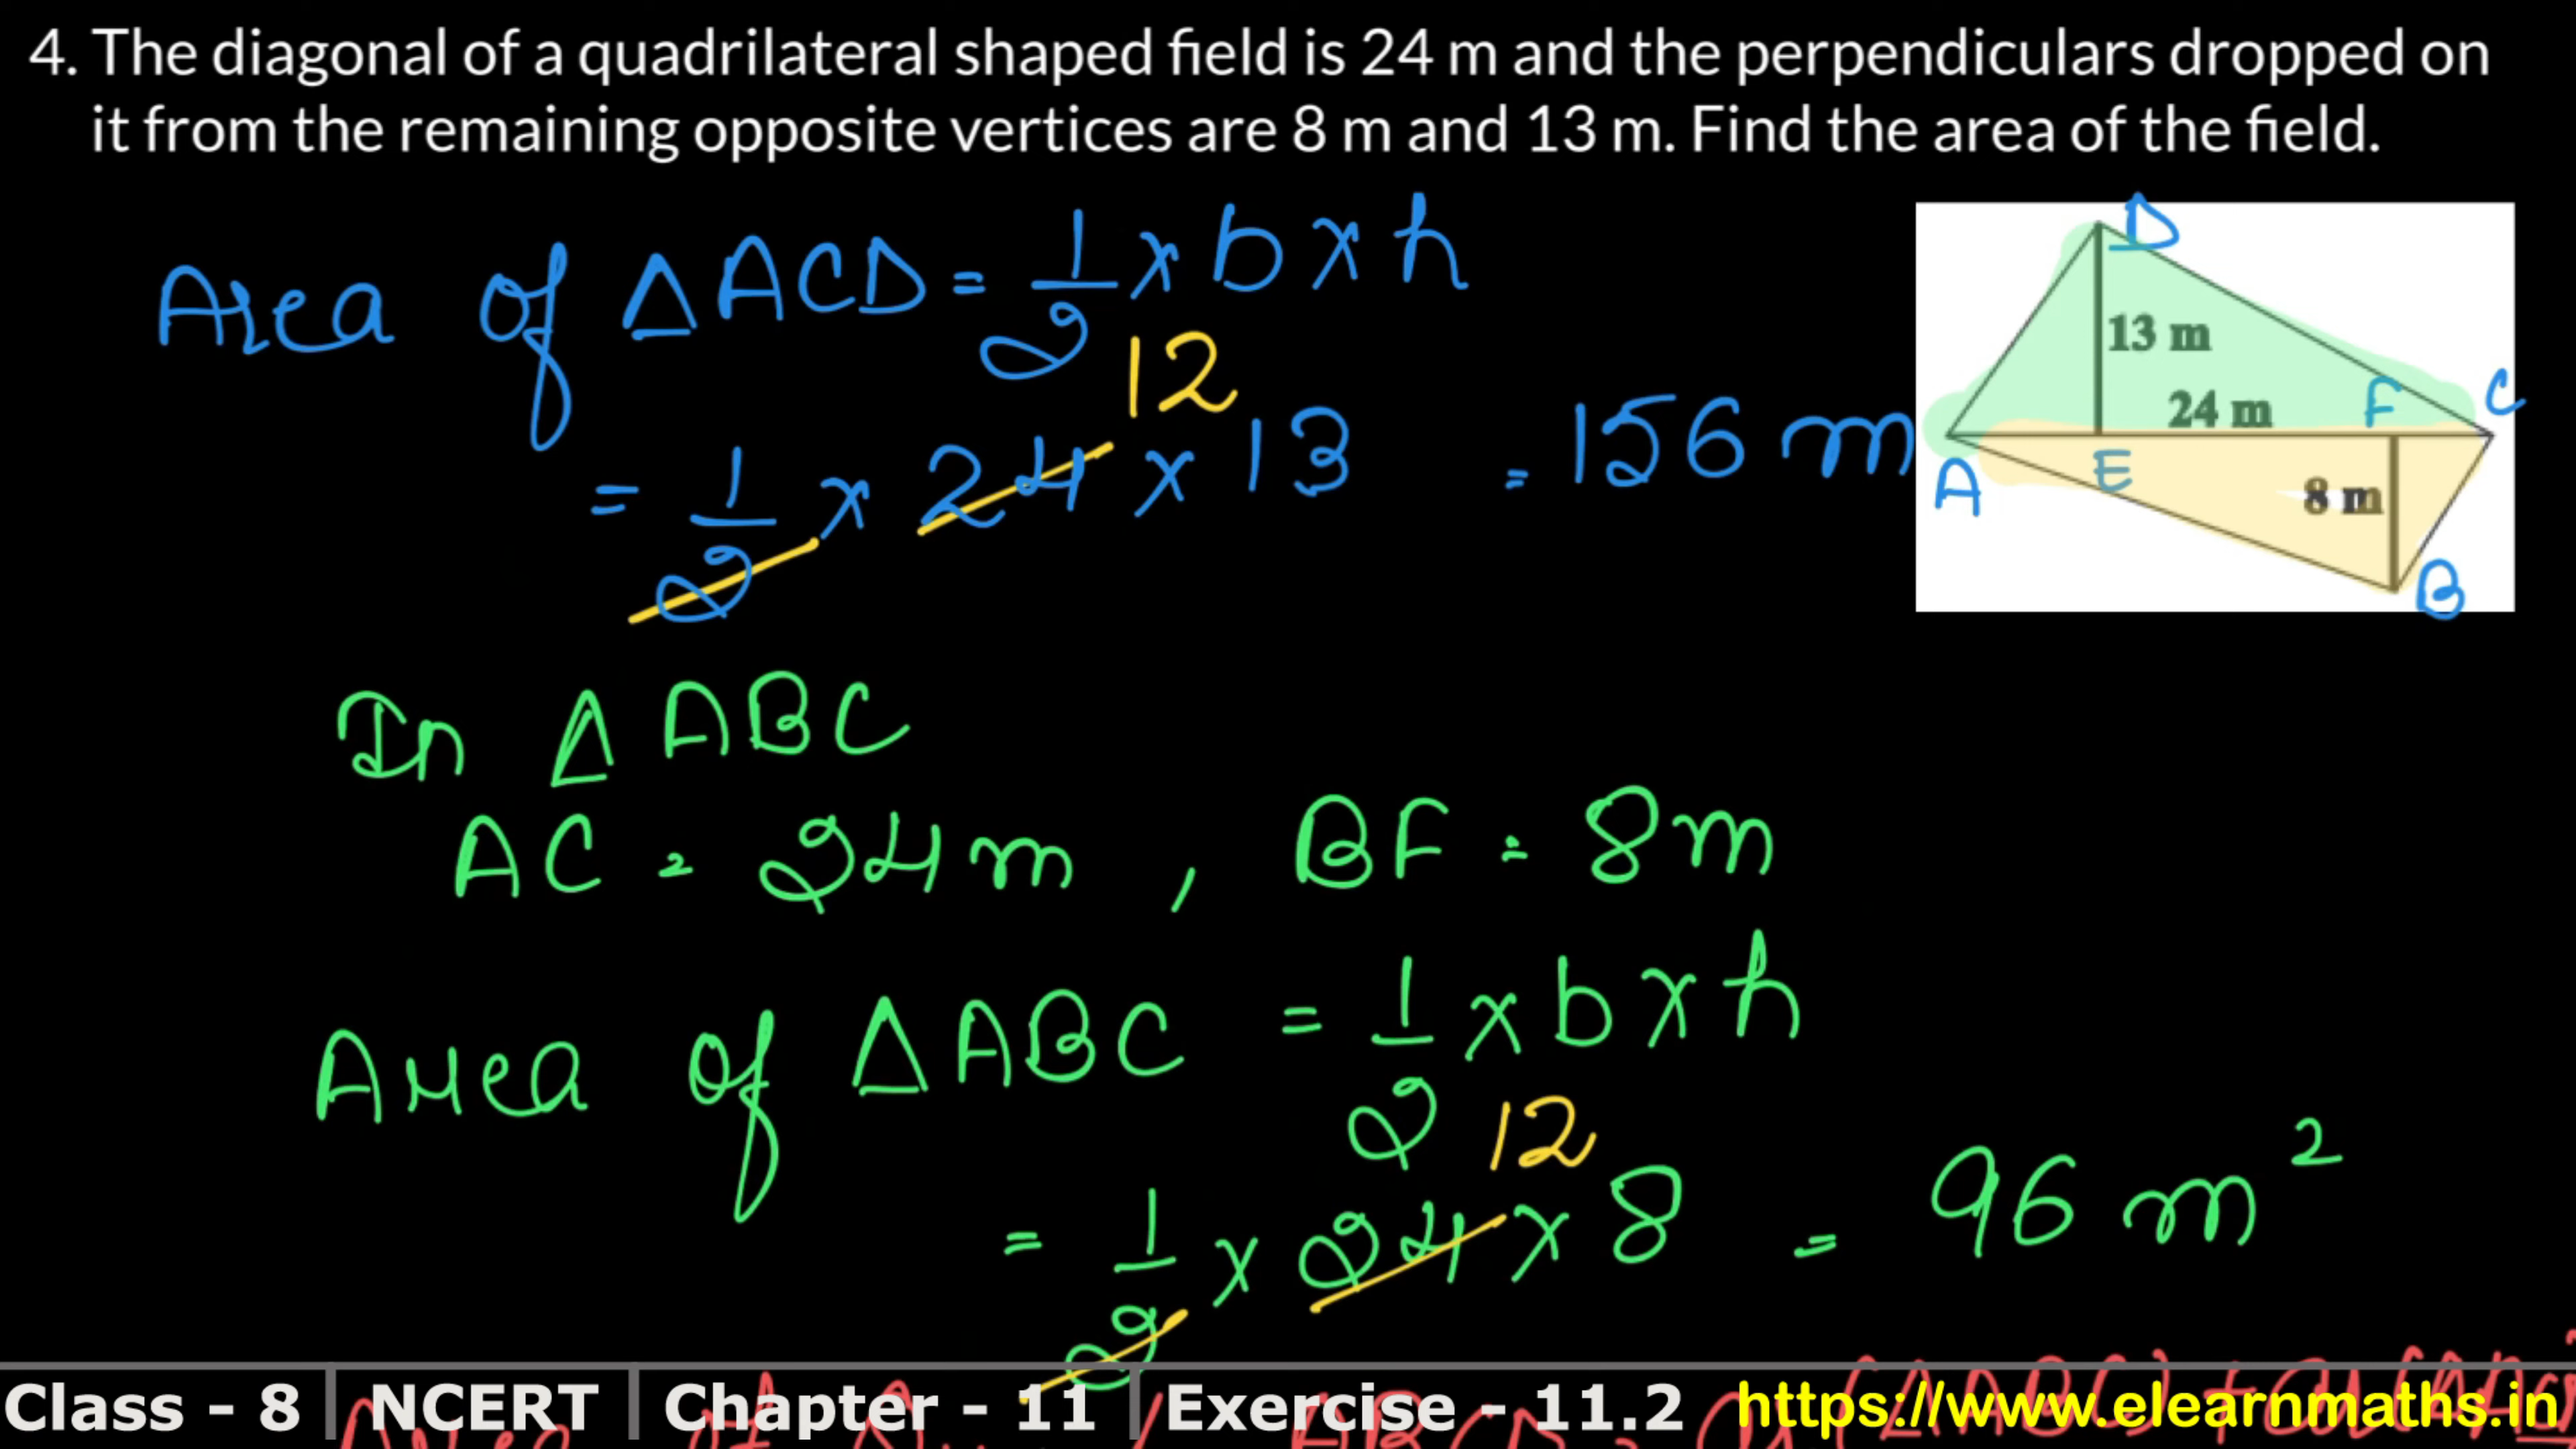 4. The diagonal of a quadrilateral shaped field is 24 m and the perpendiculars dropped on
it from the remaining opposite vertices are 8 m and 13 m. Find the area of the field.
Area of ΔACD = 1/2 x b x h
12
= 1/2 x 24 x 13 = 156 m
D
13 m
24 m
F
C
A
E
8 m
B
In Δ ABC
AC = 24 m , BF = 8 m
Area of ΔABC = 1/2 x b x h
12
= 1/2 x 24 x 8 = 96 m²
Class - 8 | NCERT | Chapter - 11 | Exercise - 11.2 https://www.elearnmaths.in